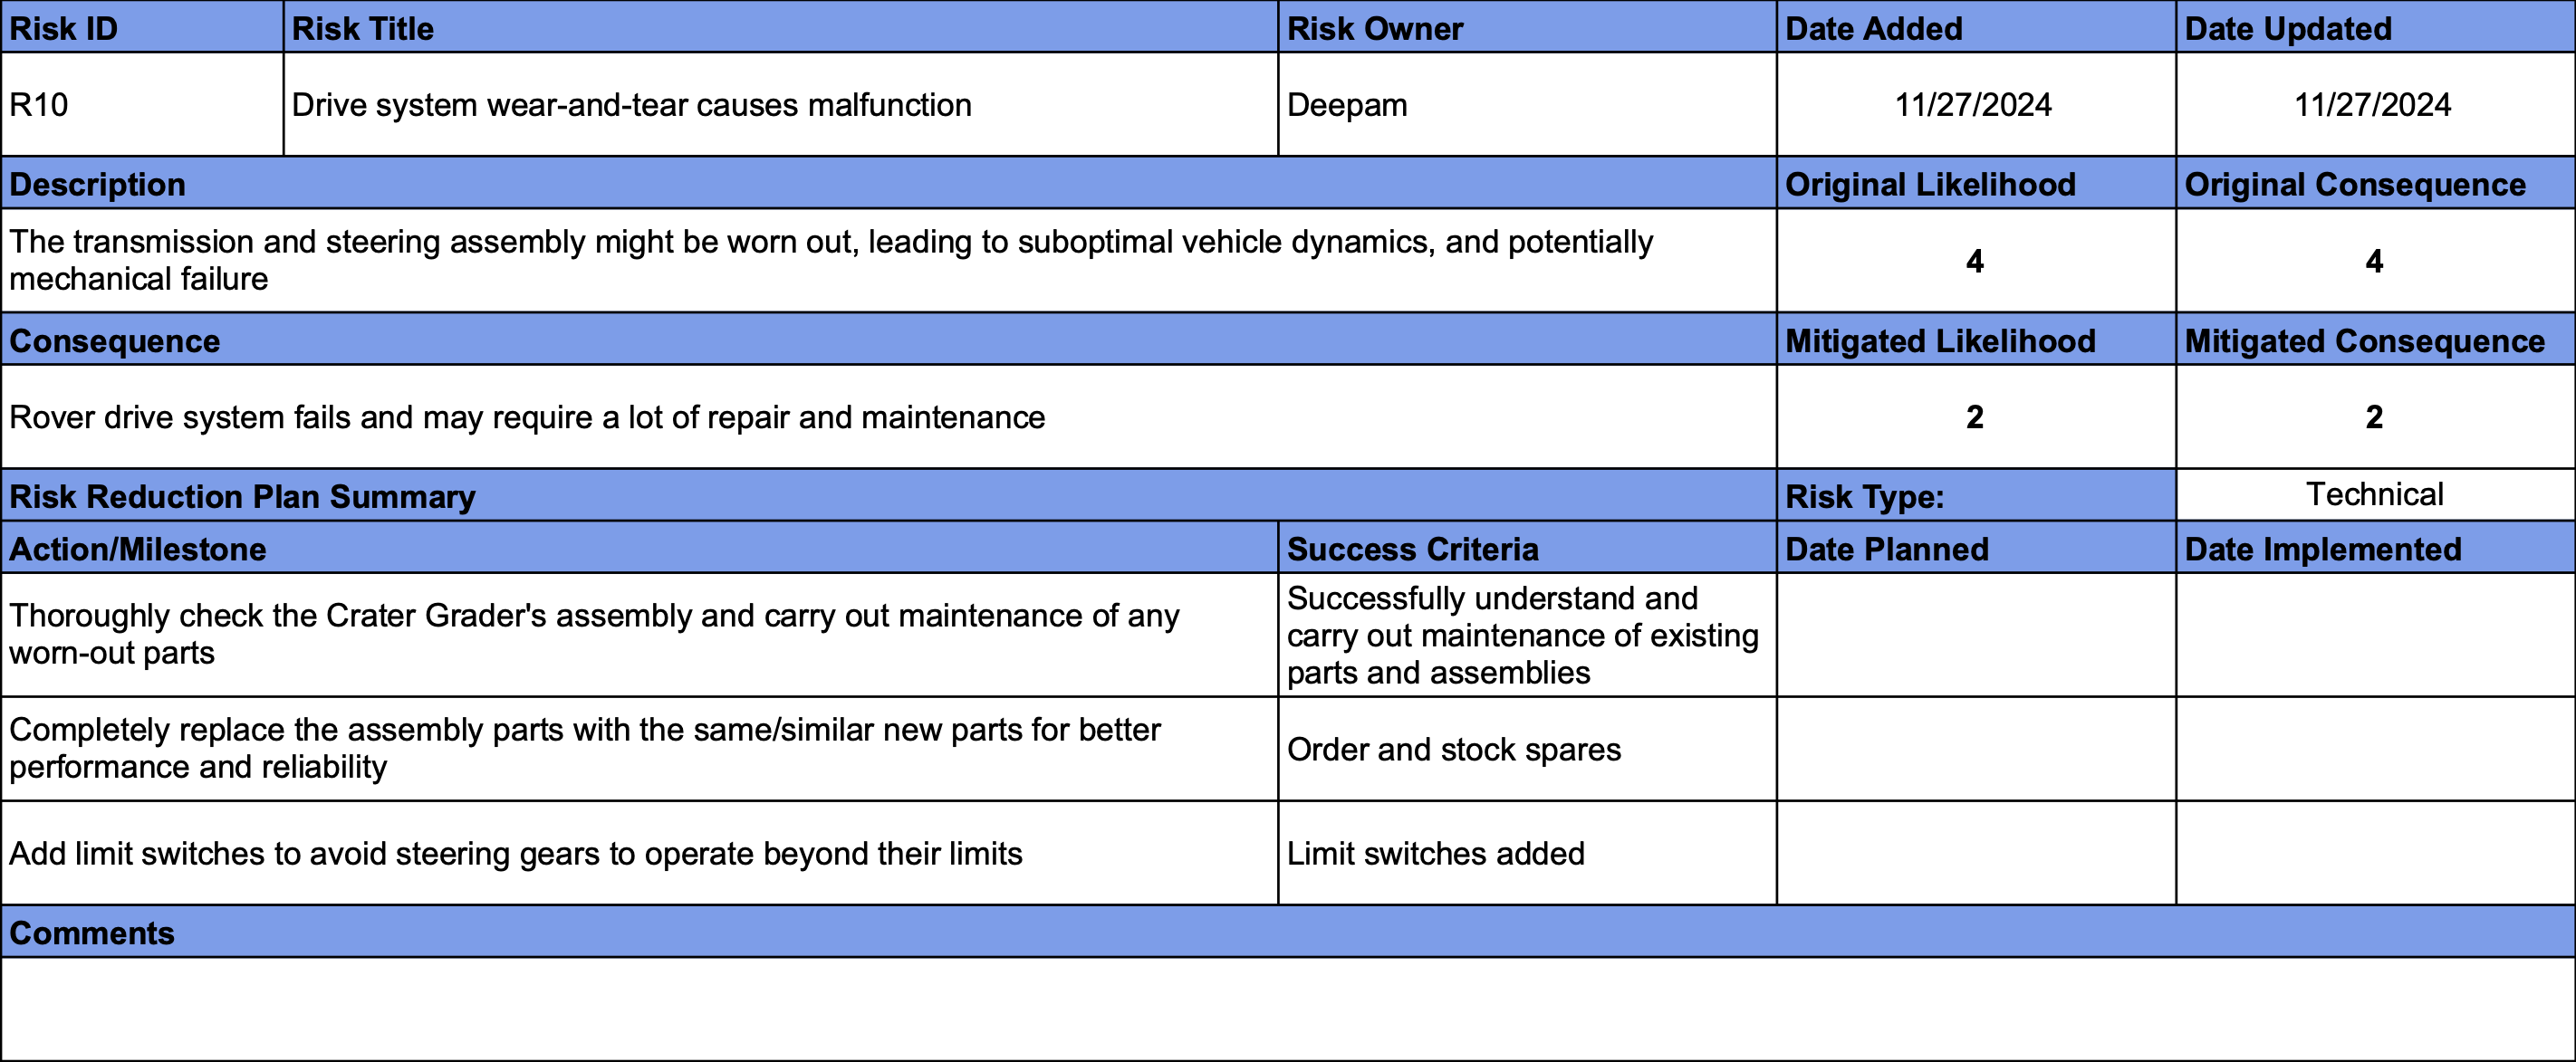 Risk ID Risk Title Risk Owner Date Added Date Updated
R10 Drive system wear-and-tear causes malfunction Deepam 11/27/2024 11/27/2024
Description Original Likelihood Original Consequence
The transmission and steering assembly might be worn out, leading to suboptimal vehicle dynamics, and potentially
mechanical failure
4 4
Consequence Mitigated Likelihood Mitigated Consequence
Rover drive system fails and may require a lot of repair and maintenance 2 2
Risk Reduction Plan Summary Risk Type: Technical
Action/Milestone Success Criteria Date Planned Date Implemented
Thoroughly check the Crater Grader's assembly and carry out maintenance of any
worn-out parts
Successfully understand and
carry out maintenance of existing
parts and assemblies
Completely replace the assembly parts with the same/similar new parts for better
performance and reliability
Order and stock spares
Add limit switches to avoid steering gears to operate beyond their limits Limit switches added
Comments